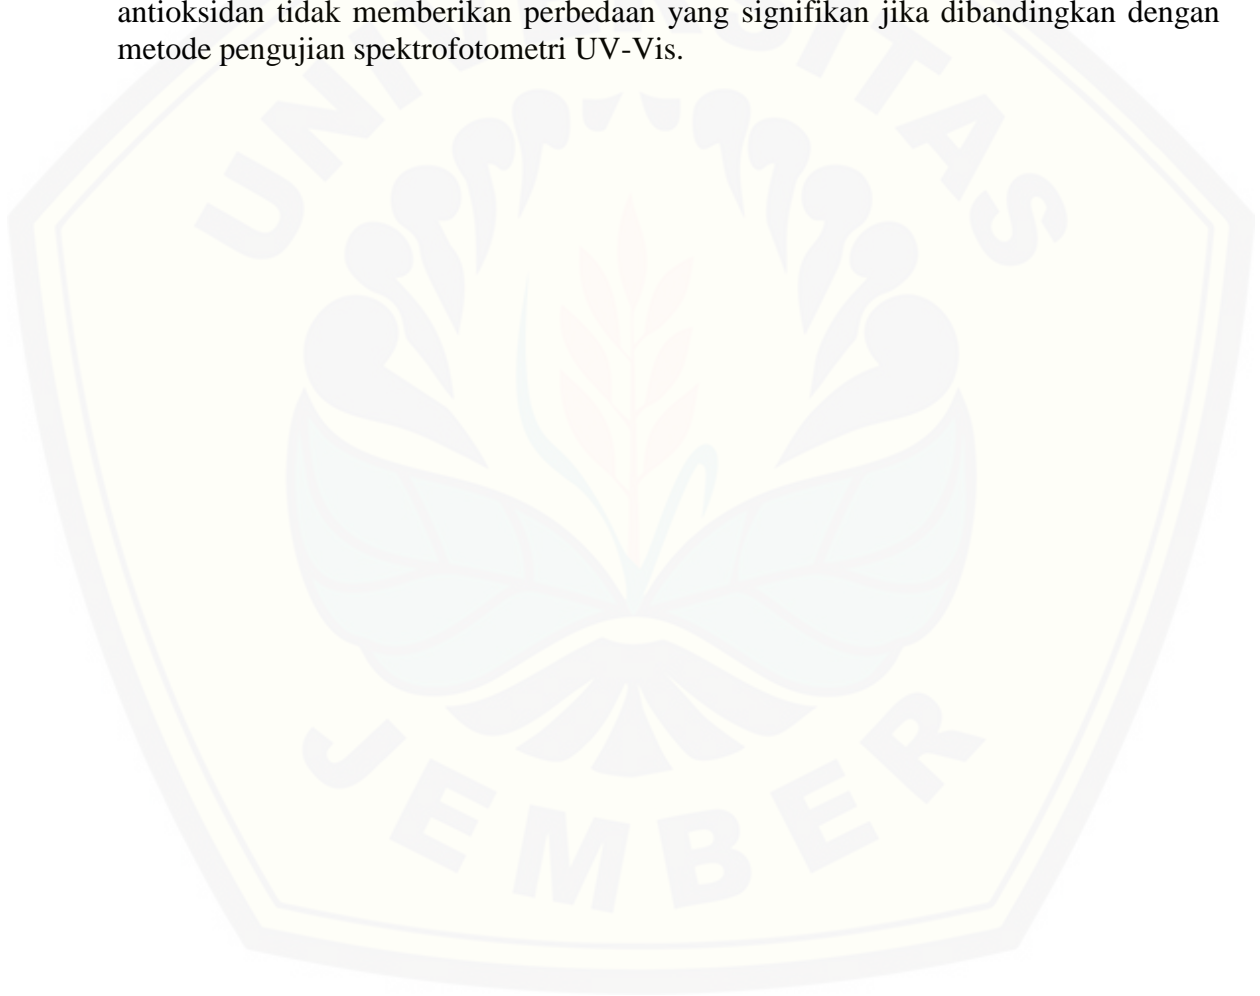 antioksidan tidak memberikan perbedaan yang signifikan jika dibandingkan dengan
metode pengujian spektrofotometri UV-Vis.
UNIVERSITAS
JEMBER